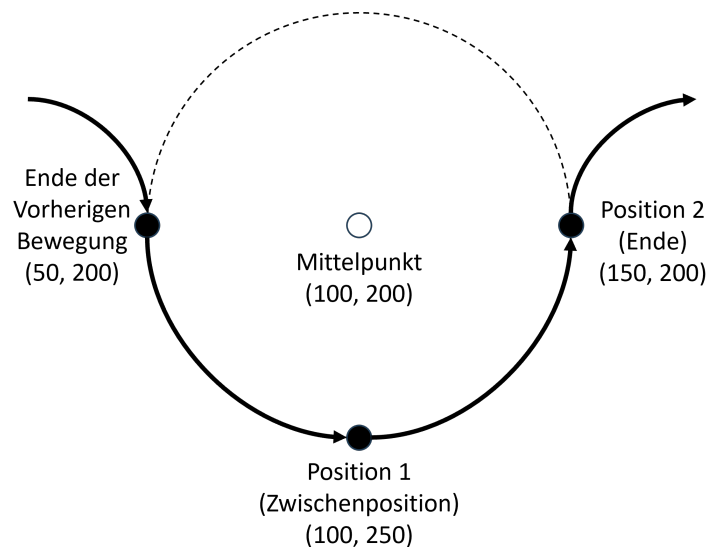 Ende der
Vorherigen
Bewegung
(50, 200)
Mittelpunkt
(100, 200)
Position 2
(Ende)
(150, 200)
Position 1
(Zwischenposition)
(100, 250)